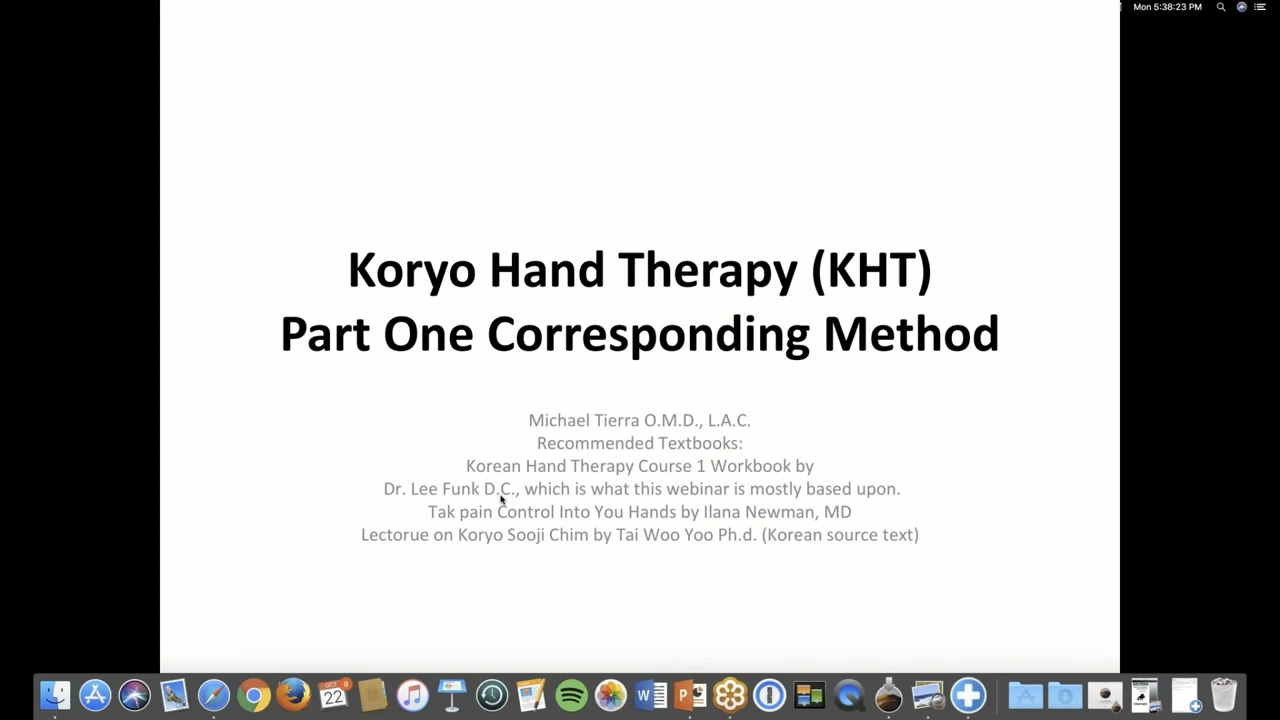 Mon 5:38:23 PM
Koryo Hand Therapy (KHT)
Part One Corresponding Method
Michael Tierra O.M.D., L.A.C.
Recommended Textbooks:
Korean Hand Therapy Course 1 Workbook by
Dr. Lee Funk D.C., which is what this webinar is mostly based upon.
Tak pain Control Into You Hands by Ilana Newman, MD
Lectorue on Koryo Sooji Chim by Tai Woo Yoo Ph.d. (Korean source text)
OCT 9
22